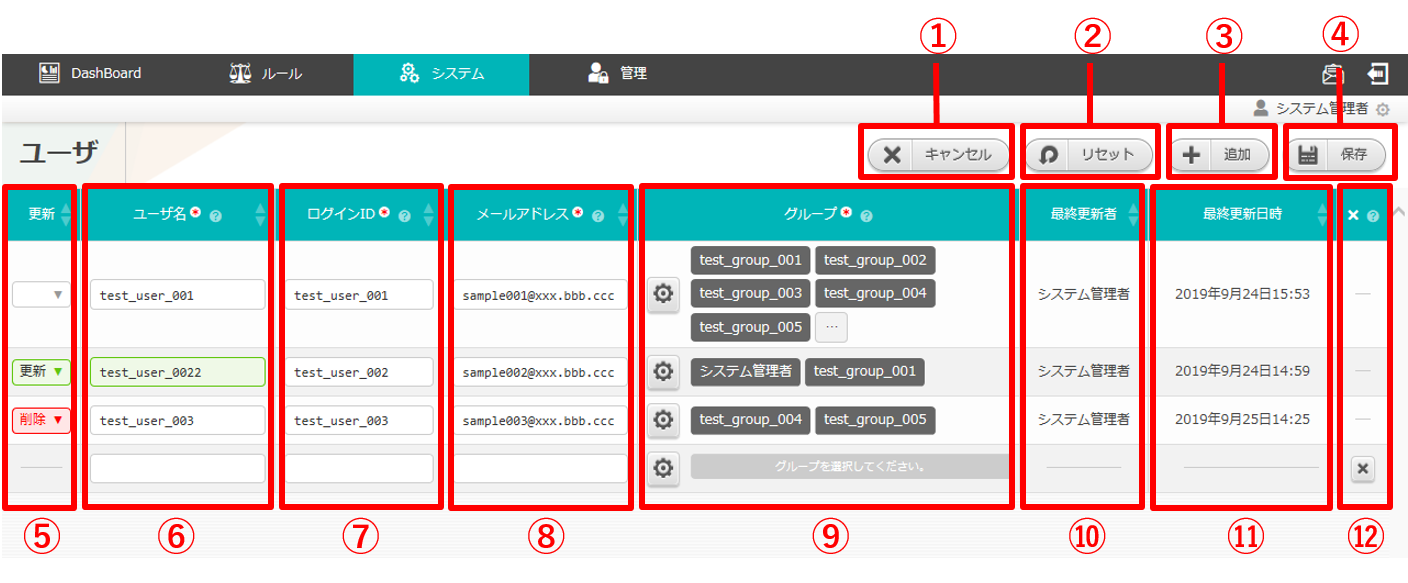 ① ② ③ ④
DashBoard ルール システム 管理
システム管理者
ユーザ キャンセル リセット 追加 保存
更新 ユーザ名* ? ログインID* ? メールアドレス* ? グループ* ? 最終更新者 最終更新日時 × ?
test_group_001 test_group_002
▼ test_user_001 test_user_001 sample001@xxx.bbb.ccc test_group_003 test_group_004 システム管理者 2019年9月24日15:53 —
test_group_005 …
更新 ▼ test_user_0022 test_user_002 sample002@xxx.bbb.ccc システム管理者 test_group_001 システム管理者 2019年9月24日14:59 —
削除 ▼ test_user_003 test_user_003 sample003@xxx.bbb.ccc test_group_004 test_group_005 システム管理者 2019年9月25日14:25 —
グループを選択してください。 ×
⑤ ⑥ ⑦ ⑧ ⑨ ⑩ ⑪ ⑫